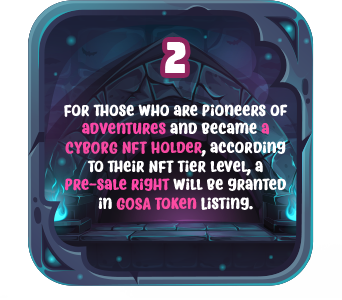 2
FOR THOSE WHO ARE PIONEERS OF
ADVENTURES AND BECAME A
CYBORG NFT HOLDER, ACCORDING
TO THEIR NFT TIER LEVEL, A
PRE-SALE RIGHT WILL BE GRANTED
IN GOSA TOKEN LISTING.